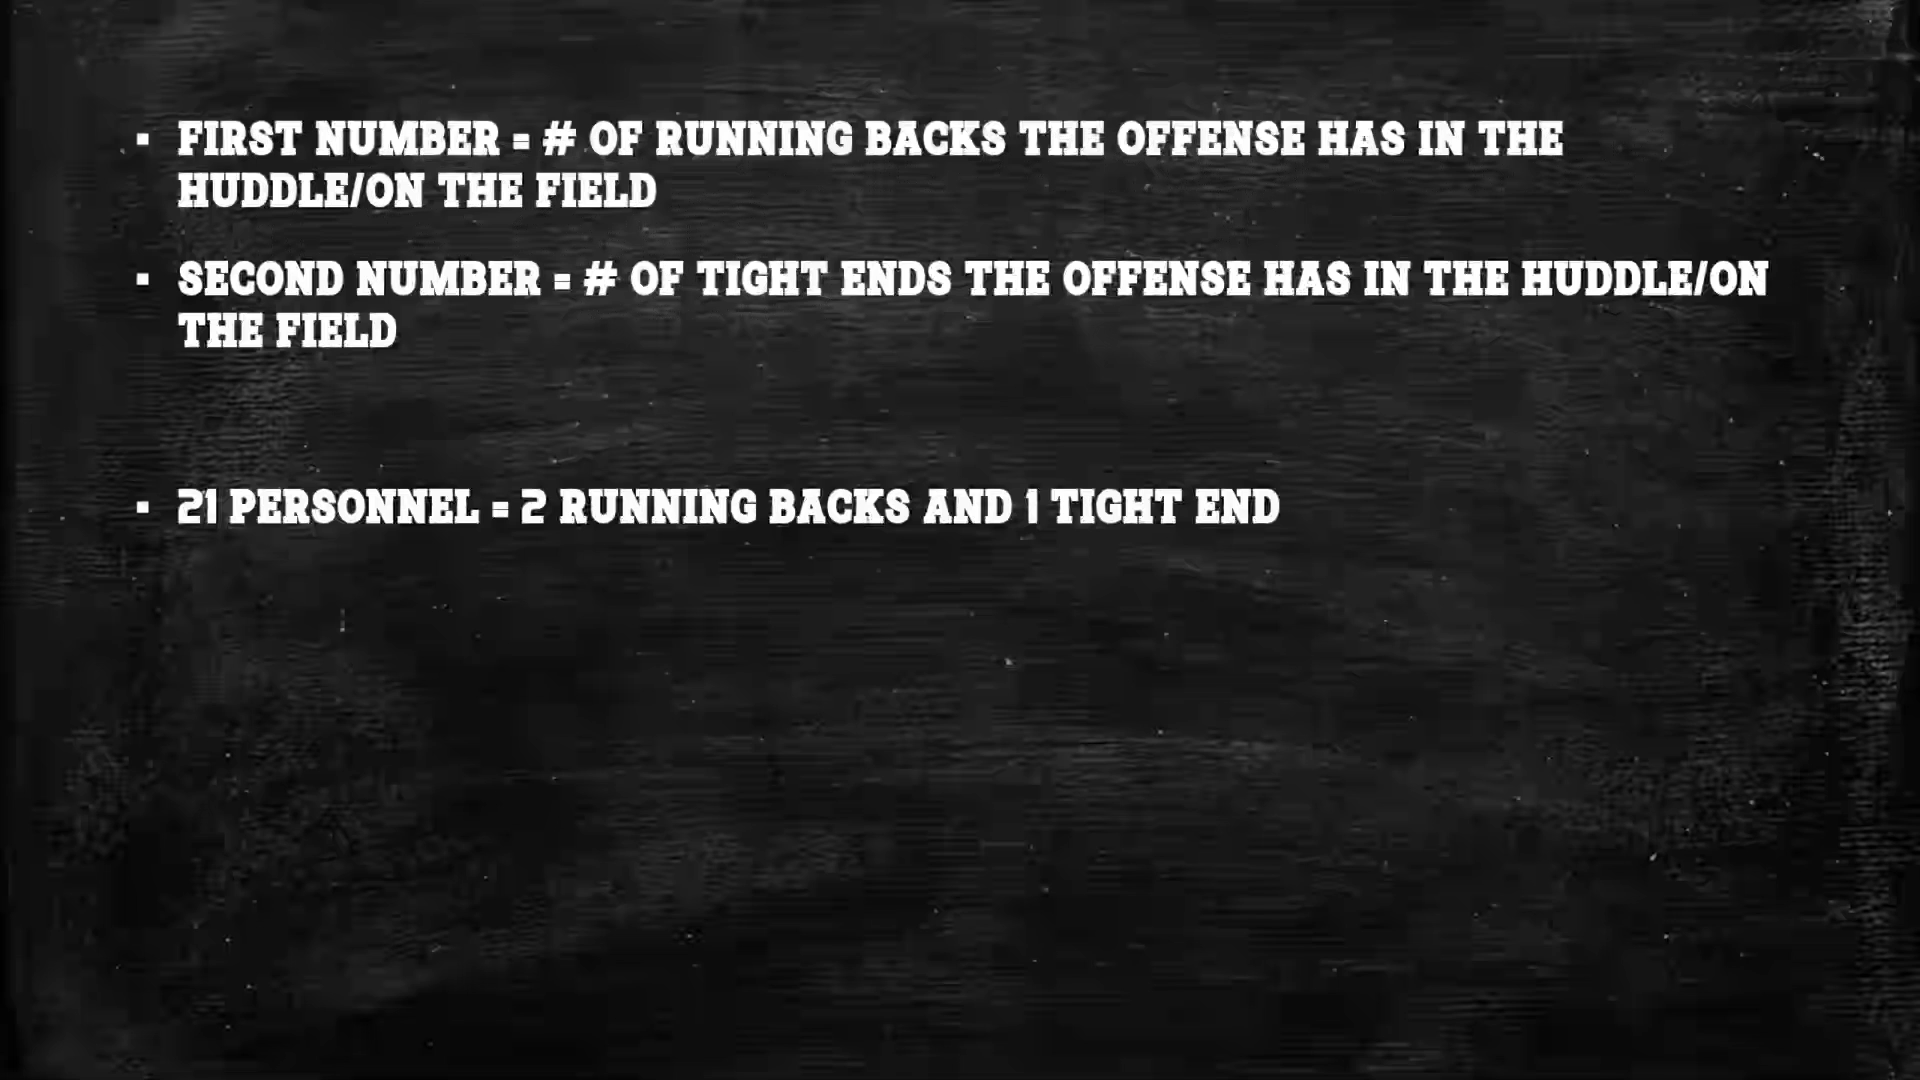 ▪ FIRST NUMBER = # OF RUNNING BACKS THE OFFENSE HAS IN THE
HUDDLE/ON THE FIELD
▪ SECOND NUMBER = # OF TIGHT ENDS THE OFFENSE HAS IN THE HUDDLE/ON
THE FIELD
▪ 21 PERSONNEL = 2 RUNNING BACKS AND 1 TIGHT END